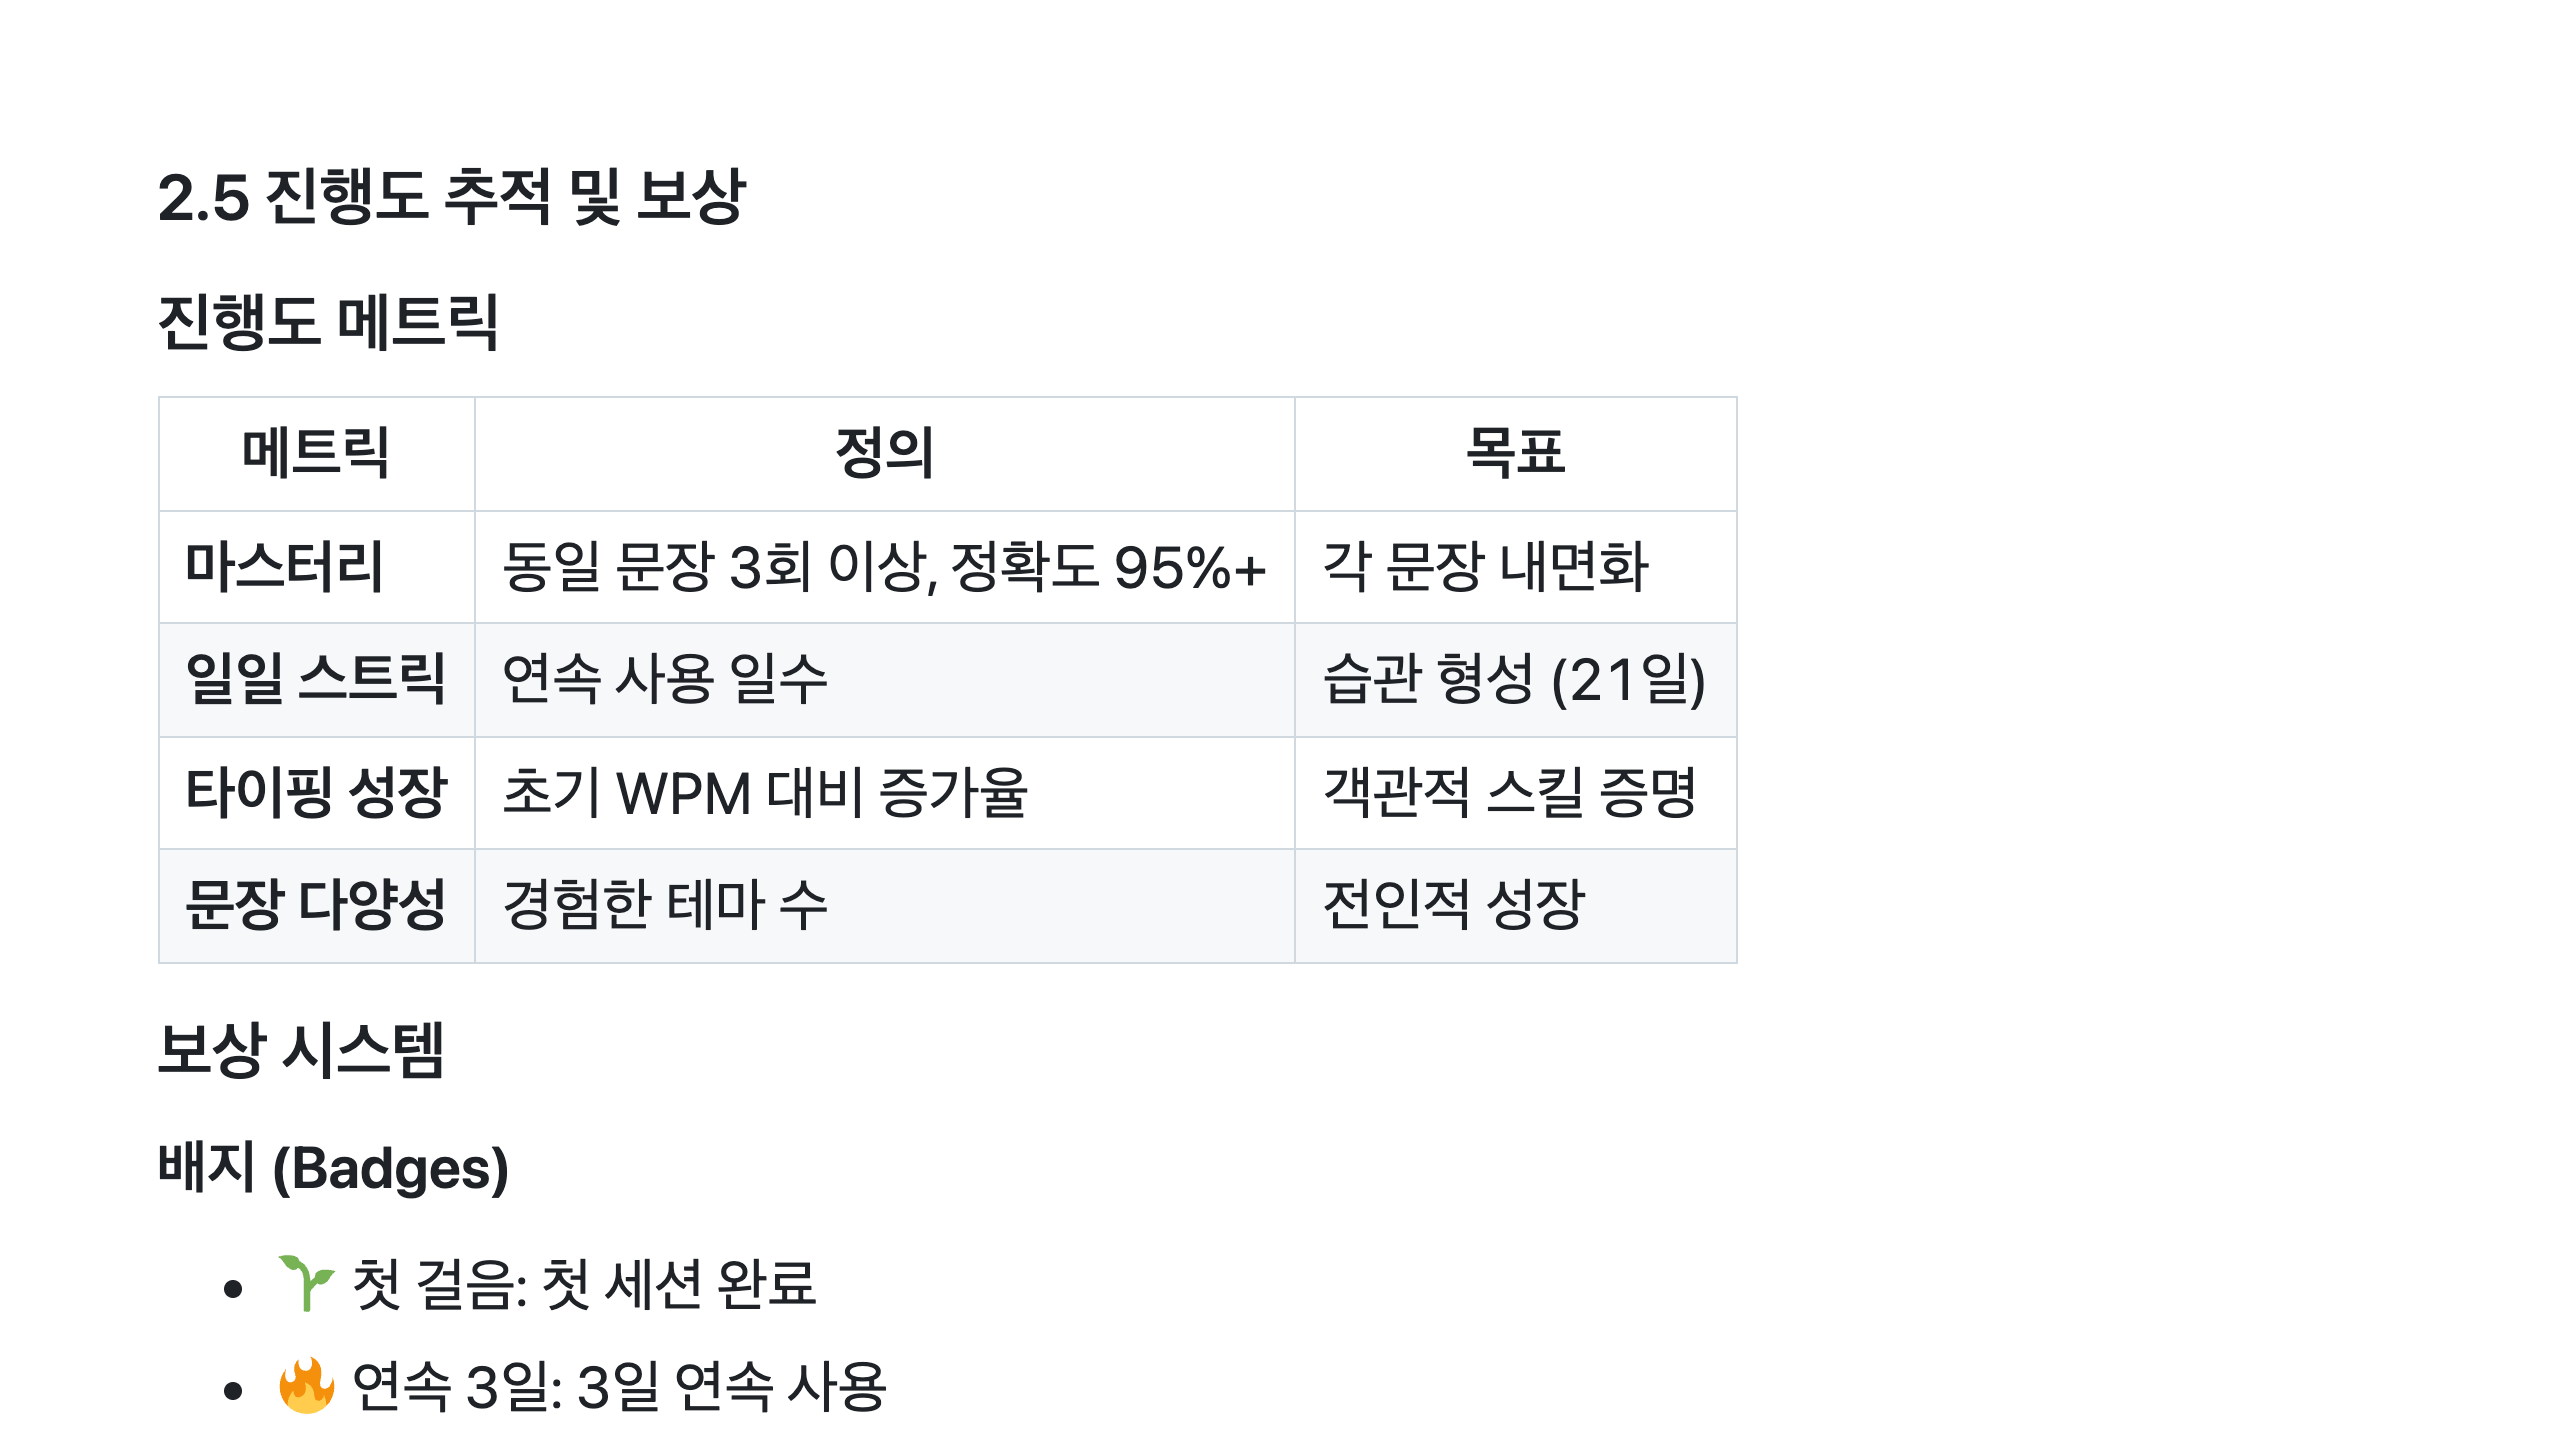 2.5 진행도 추적 및 보상
진행도 메트릭
메트릭 정의 목표
마스터리 동일 문장 3회 이상, 정확도 95%+ 각 문장 내면화
일일 스트릭 연속 사용 일수 습관 형성 (21일)
타이핑 성장 초기 WPM 대비 증가율 객관적 스킬 증명
문장 다양성 경험한 테마 수 전인적 성장
보상 시스템
배지 (Badges)
• 🌱 첫 걸음: 첫 세션 완료
• 🔥 연속 3일: 3일 연속 사용